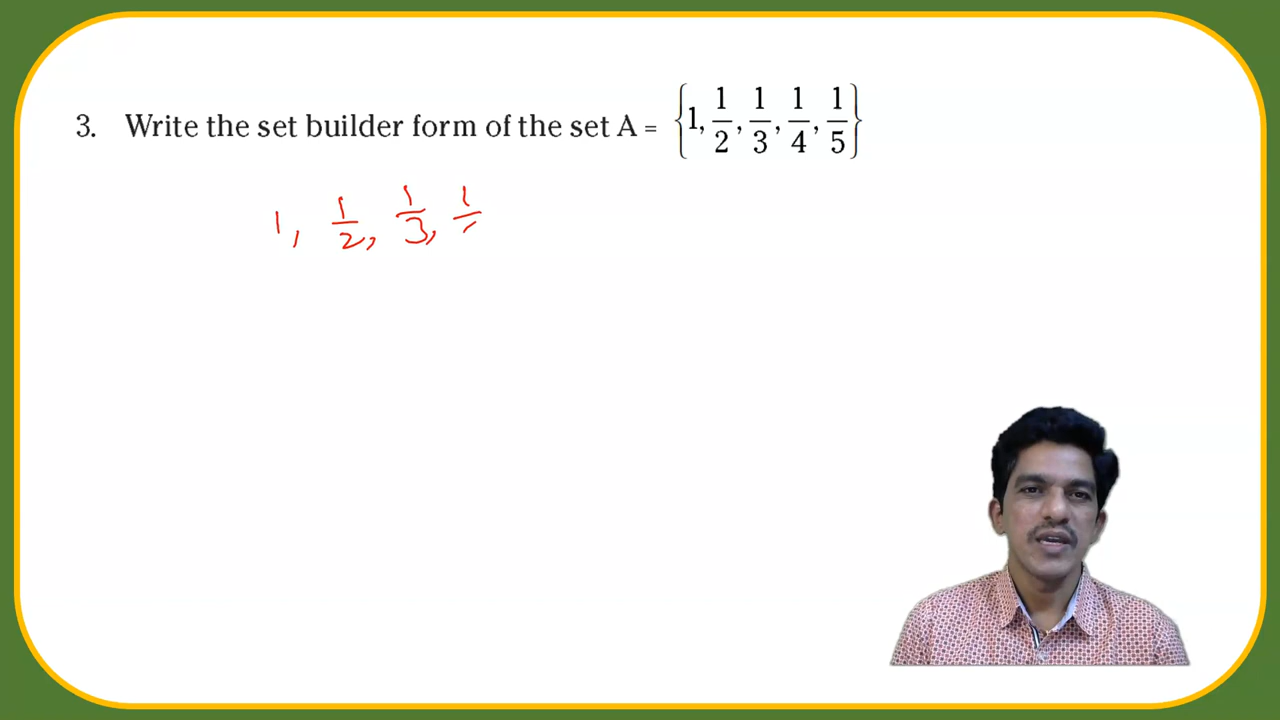 3. Write the set builder form of the set A = {1, 1/2, 1/3, 1/4, 1/5}
1, 1/2, 1/3, 1/